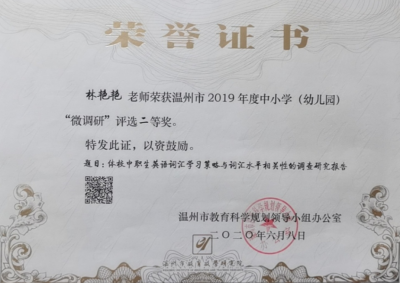 荣誉证书
林艳艳 老师荣获温州市2019年度中小学（幼儿园）
“微调研”评选二等奖。
特发此证，以资鼓励。
题目：体校中职生英语词汇学习策略与词汇水平相关性的调查研究报告
温州市教育科学规划领导小组办公室
二〇二〇年六月八日